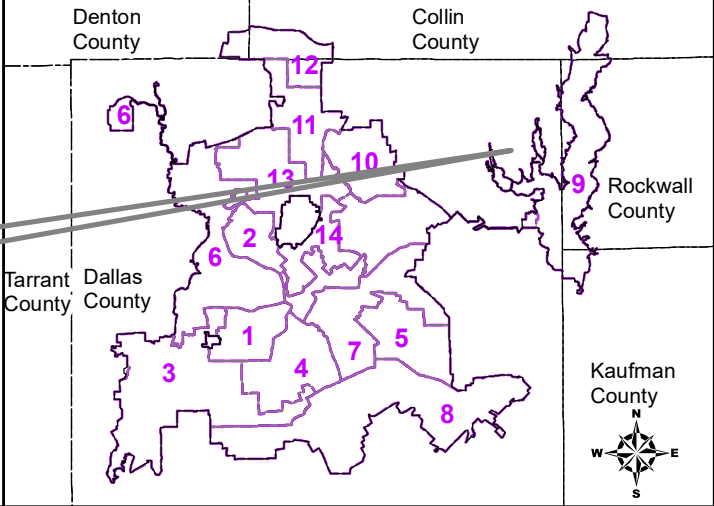 Denton
County
Collin
County
12
6
11
10
13
9
Rockwall
County
2
14
6
Tarrant
County
Dallas
County
1
5
7
3
4
Kaufman
County
8
N
W
E
S